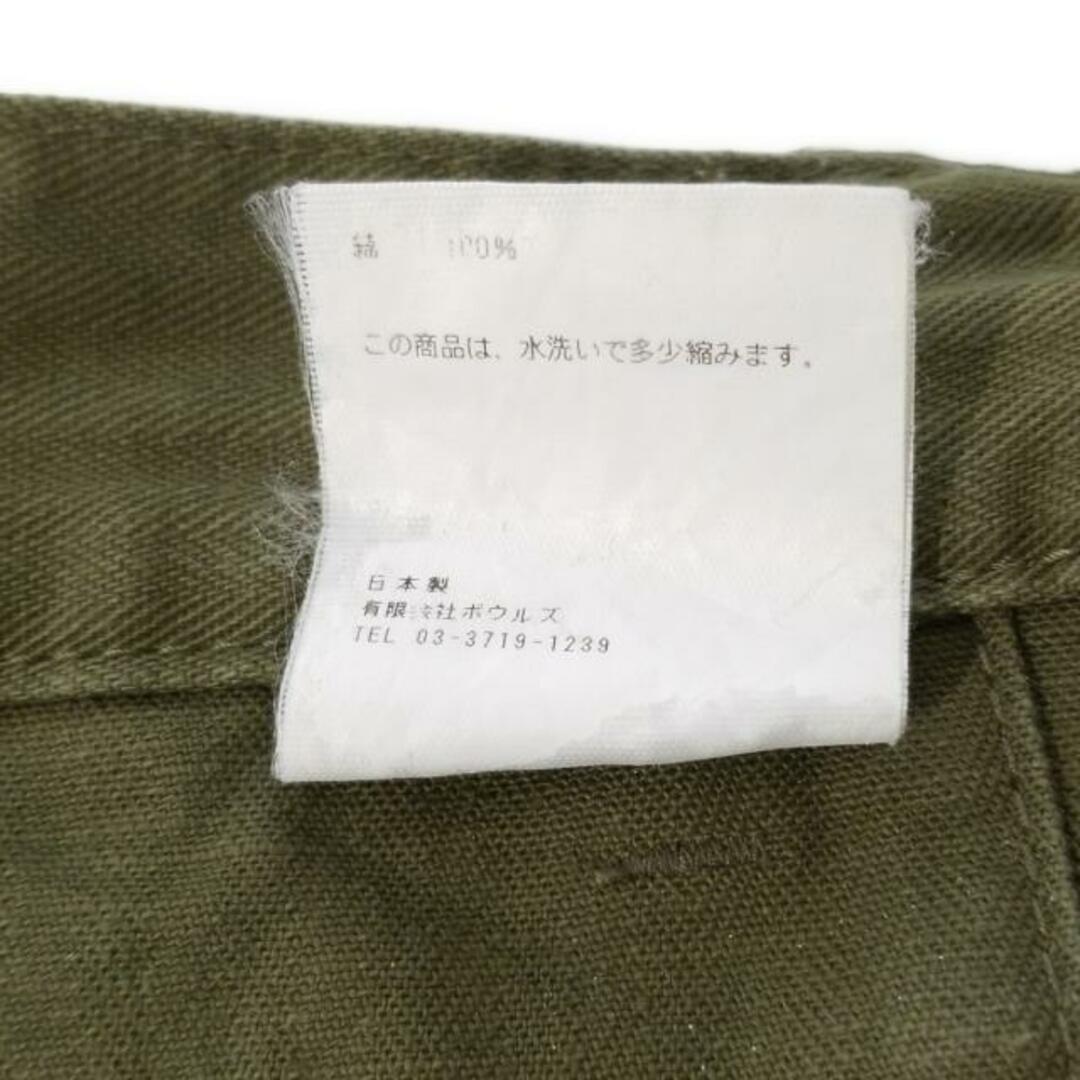 綿 100%
この商品は、水洗いで多少縮みます。
日本製
有限会社ボウルズ
TEL 03-3719-1239